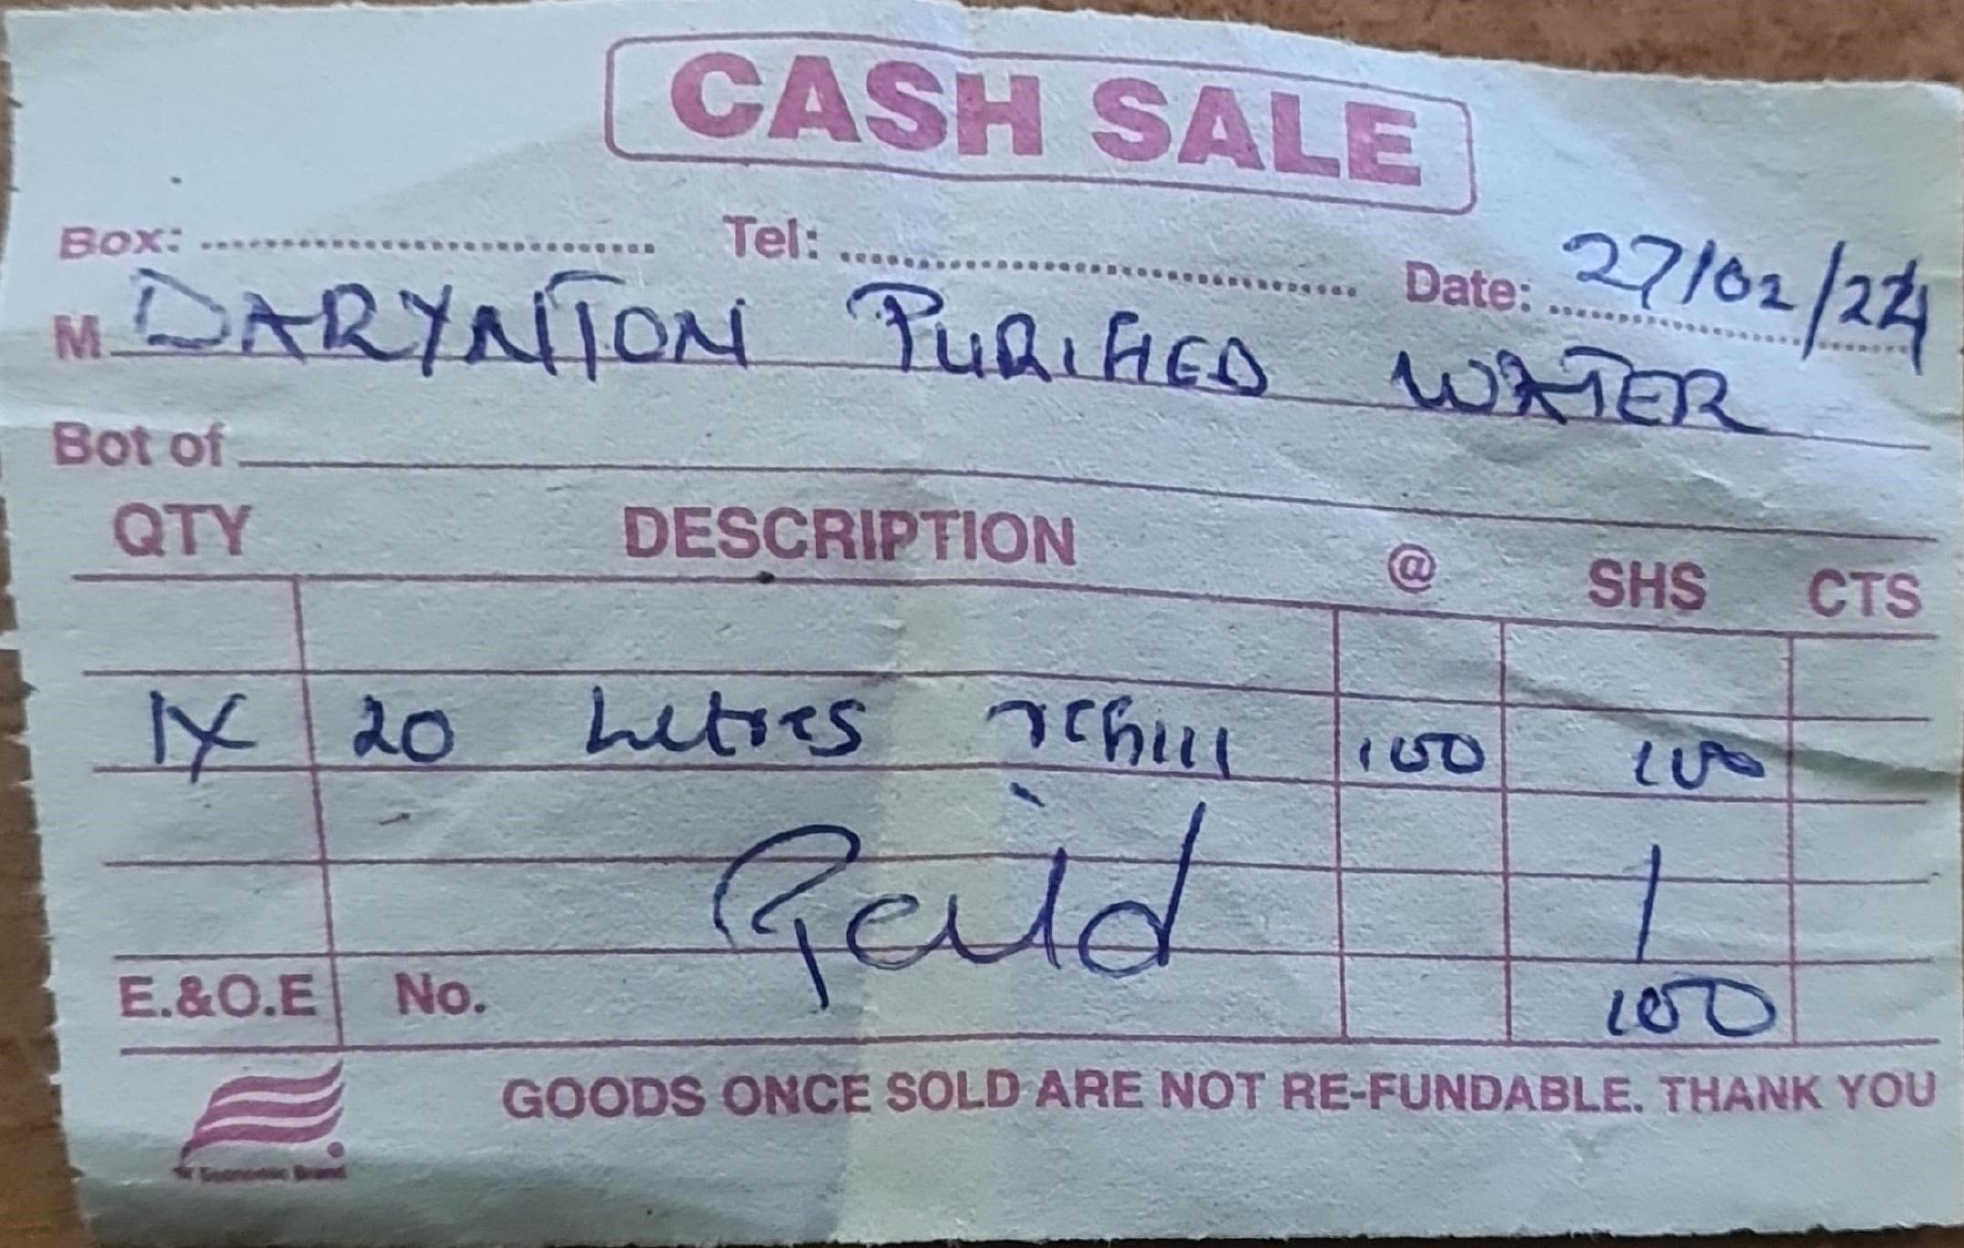 CASH SALE
Box: Tel: Date: 27/02/24
M DARYNTON PURIFIED WATER
Bot of
QTY DESCRIPTION @ SHS CTS
1X 20 Litres refill 100 100
Paid
E.&O.E No. 100
GOODS ONCE SOLD ARE NOT RE-FUNDABLE. THANK YOU